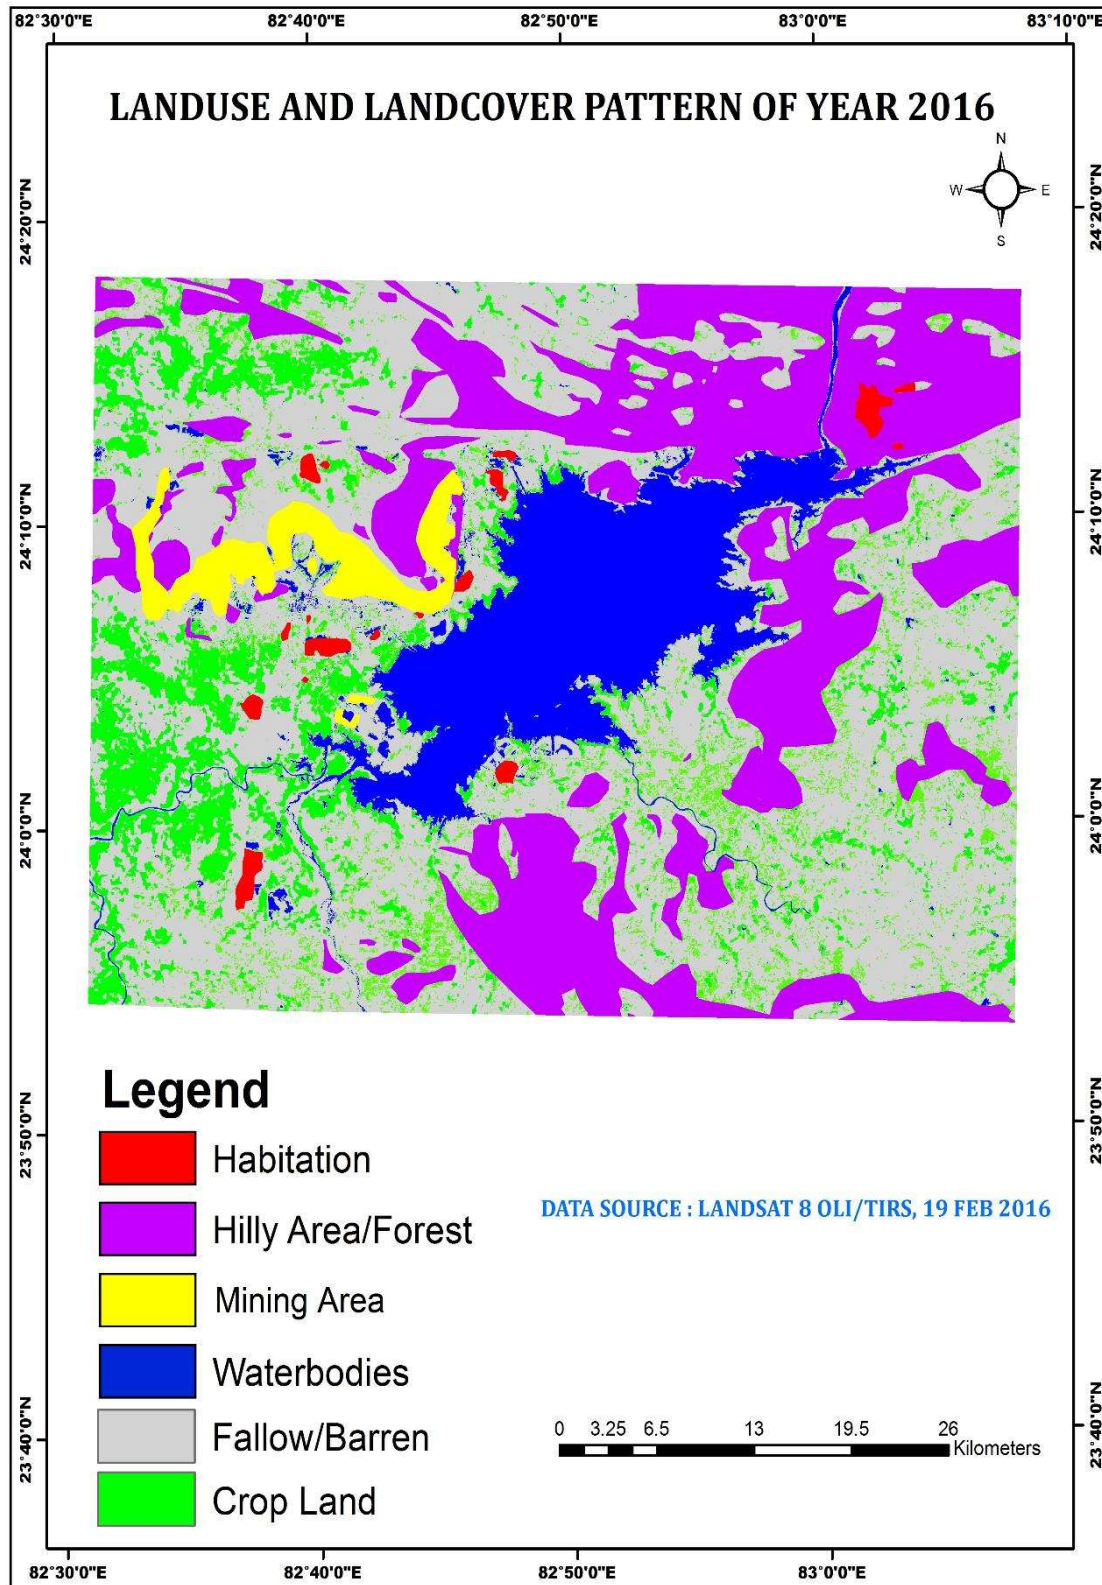 82°30'0"E 82°40'0"E 82°50'0"E 83°0'0"E 83°10'0"E
LANDUSE AND LANDCOVER PATTERN OF YEAR 2016
N
W E
S
24°20'0"N 24°20'0"N
24°10'0"N 24°10'0"N
24°0'0"N 24°0'0"N
Legend
23°50'0"N 23°50'0"N
Habitation
Hilly Area/Forest
DATA SOURCE : LANDSAT 8 OLI/TIRS, 19 FEB 2016
Mining Area
Waterbodies
23°40'0"N 23°40'0"N
Fallow/Barren
0 3.25 6.5 13 19.5 26
Kilometers
Crop Land
82°30'0"E 82°40'0"E 82°50'0"E 83°0'0"E